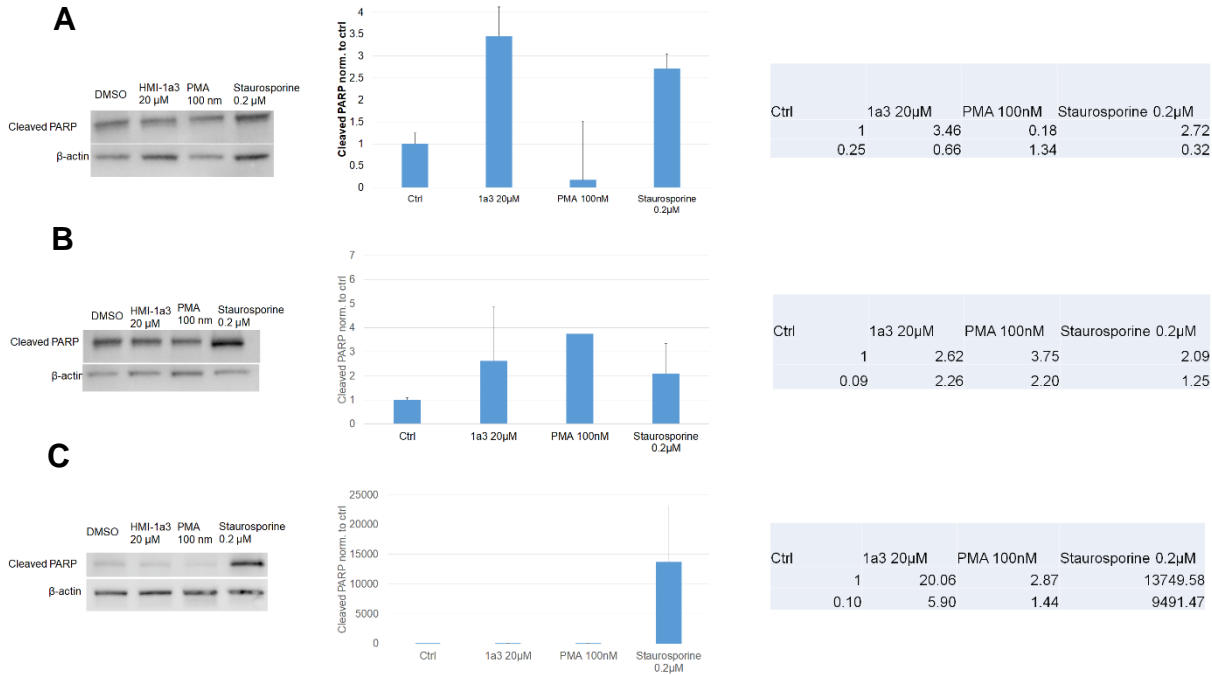 A
DMSO
HMI-1a3
20 µM
PMA
100 nm
Staurosporine
0.2 µM
Cleaved PARP
β-actin
Cleaved PARP norm. to ctrl
4.5
4
3.5
3
2.5
2
1.5
1
0.5
0
Ctrl
1a3 20µM
PMA 100nM
Staurosporine
0.2µM
Ctrl 1a3 20µM PMA 100nM Staurosporine 0.2µM
1 3.46 0.18 2.72
0.25 0.66 1.34 0.32
B
DMSO
HMI-1a3
20 µM
PMA
100 nm
Staurosporine
0.2 µM
Cleaved PARP
β-actin
Cleaved PARP norm. to ctrl
7
6
5
4
3
2
1
0
Ctrl
1a3 20µM
PMA 100nM
Staurosporine
0.2µM
Ctrl 1a3 20µM PMA 100nM Staurosporine 0.2µM
1 2.62 3.75 2.09
0.09 2.26 2.20 1.25
C
DMSO
HMI-1a3
20 µM
PMA
100 nm
Staurosporine
0.2 µM
Cleaved PARP
β-actin
Cleaved PARP norm. to ctrl
25000
20000
15000
10000
5000
0
Ctrl
1a3 20µM
PMA 100nM
Staurosporine
0.2µM
Ctrl 1a3 20µM PMA 100nM Staurosporine 0.2µM
1 20.06 2.87 13749.58
0.10 5.90 1.44 9491.47